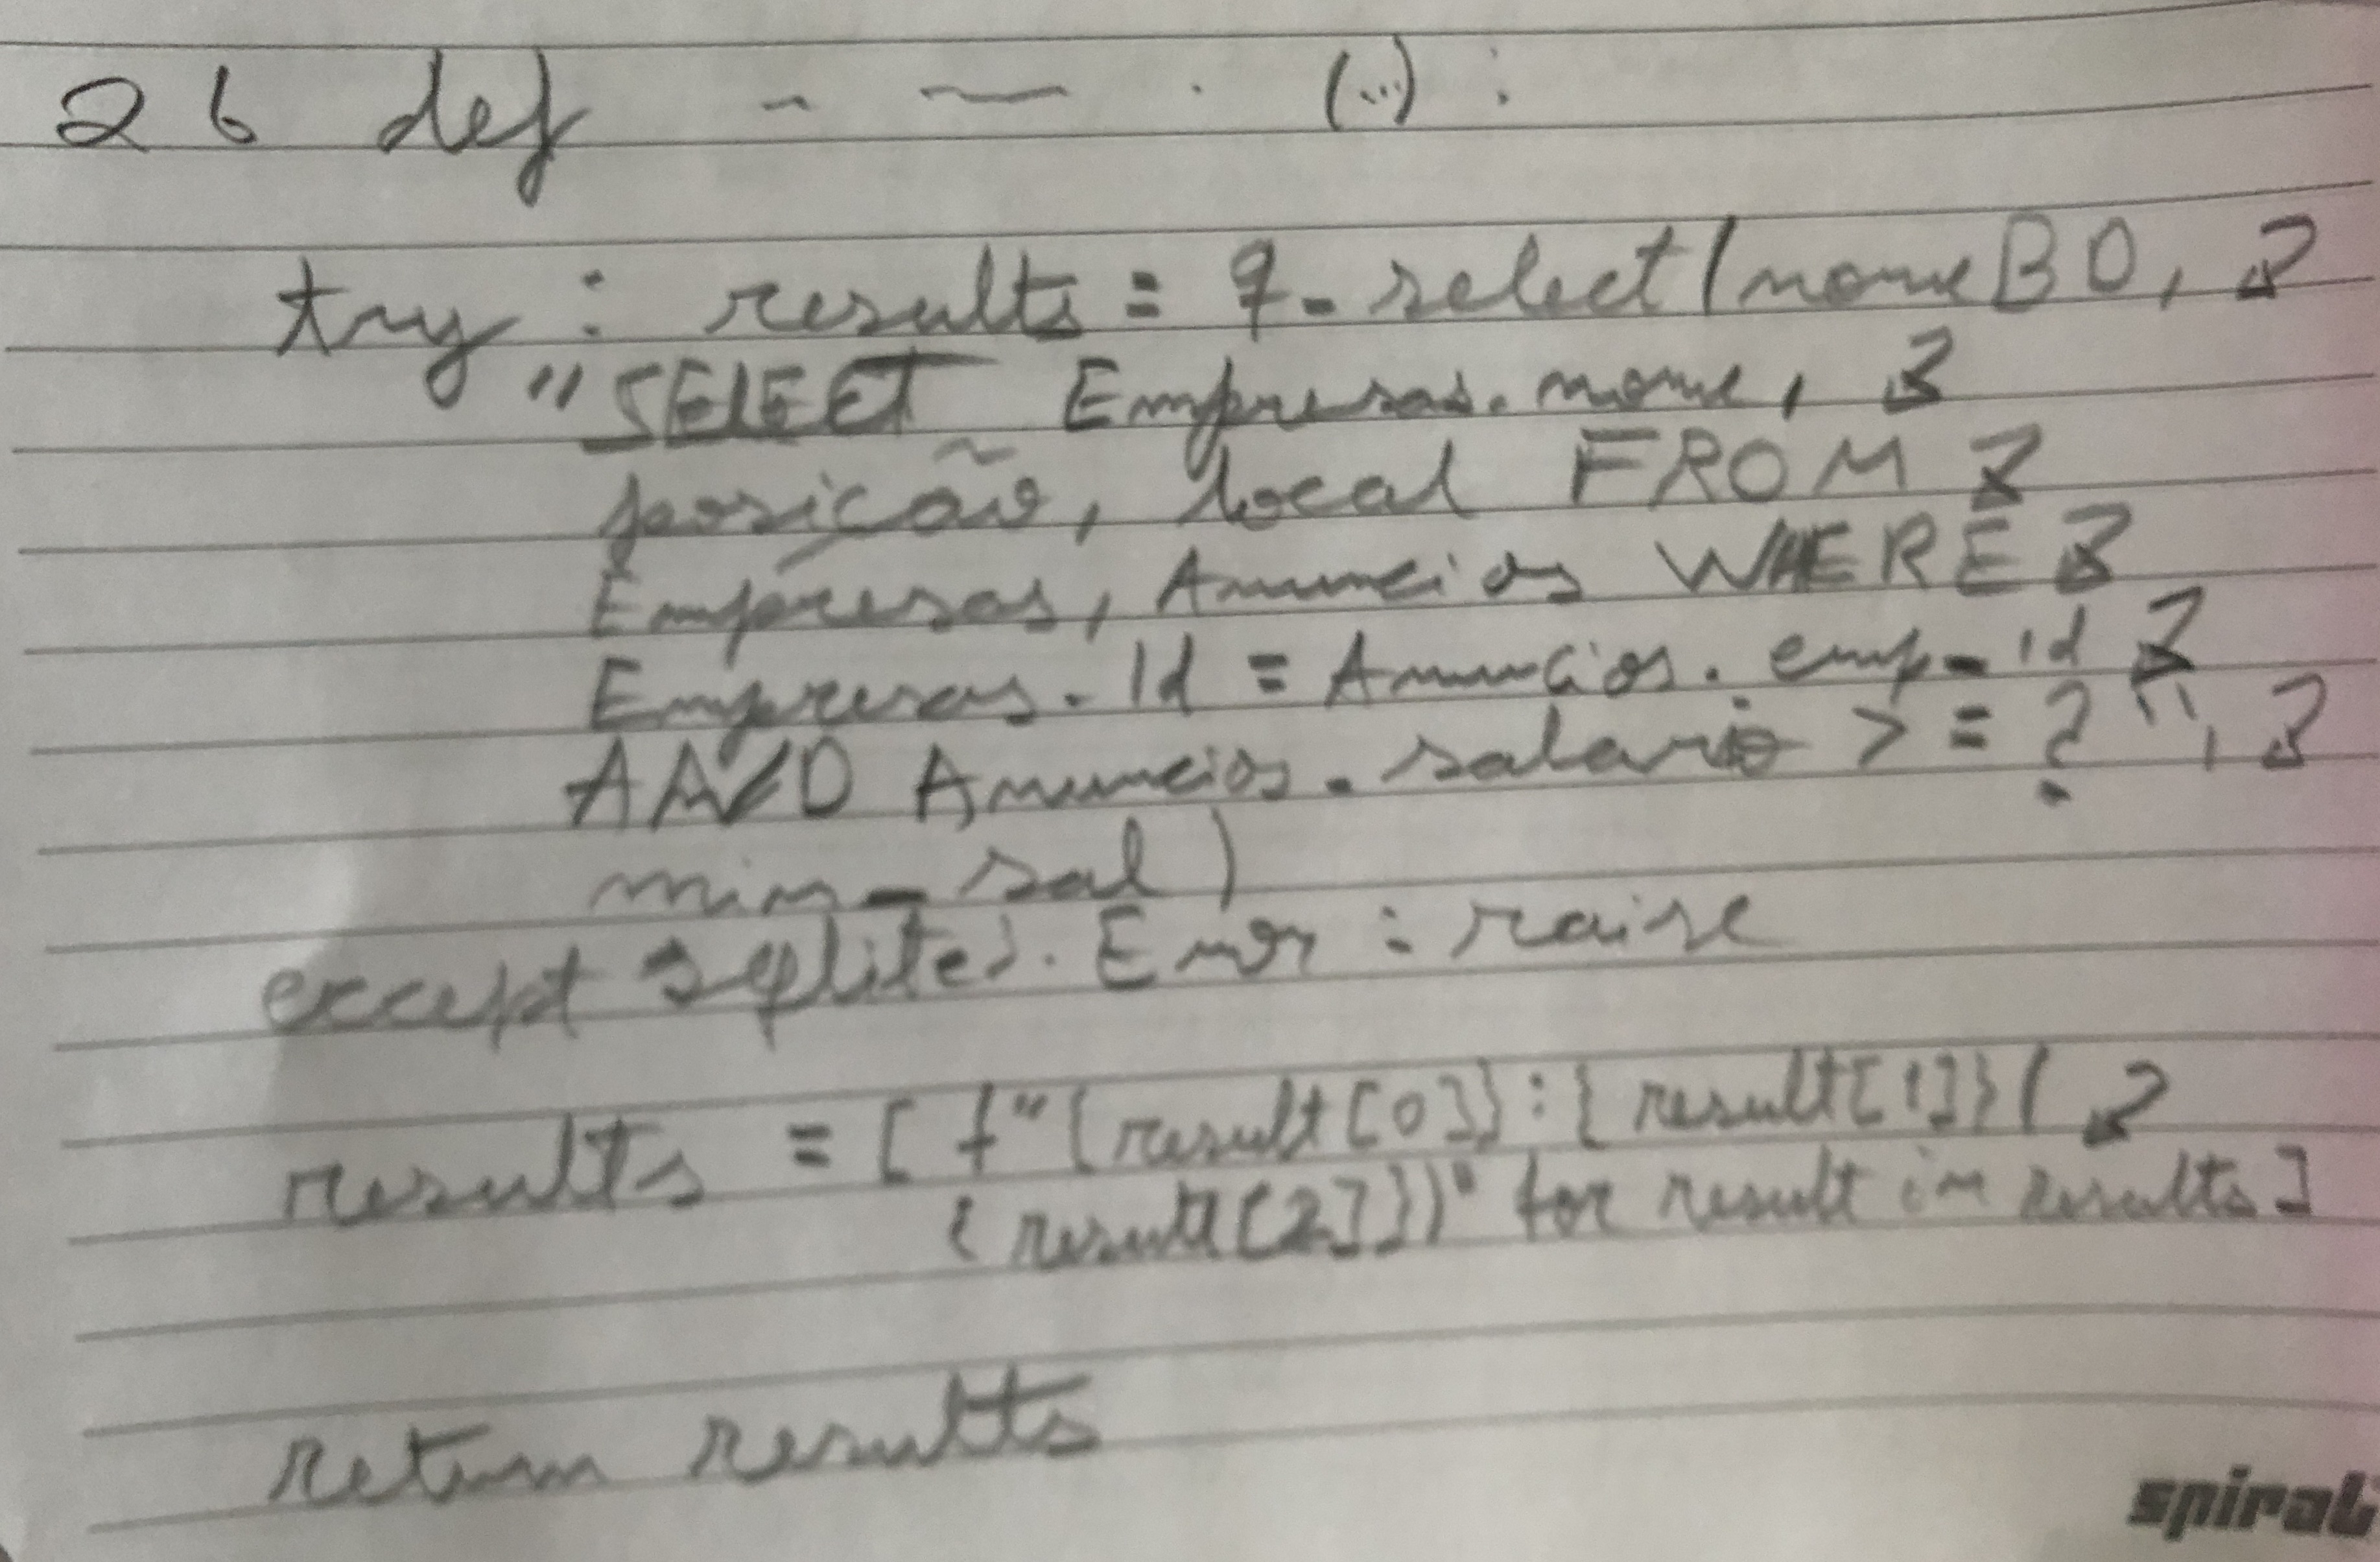 26 def - — . (...) :
try : results = q_select(nomeBD,
"SELECT Empresas.nome,
posição, local FROM
Empresas, Anuncios WHERE
Empresas.Id = Anuncios.emp_id
AND Anuncios.salario >= ?",
min_sal)
except sqlite3.Error : raise
results = [f"{result[0]}:{result[1]}(
{result[2]})" for result in results]
return results
spiral